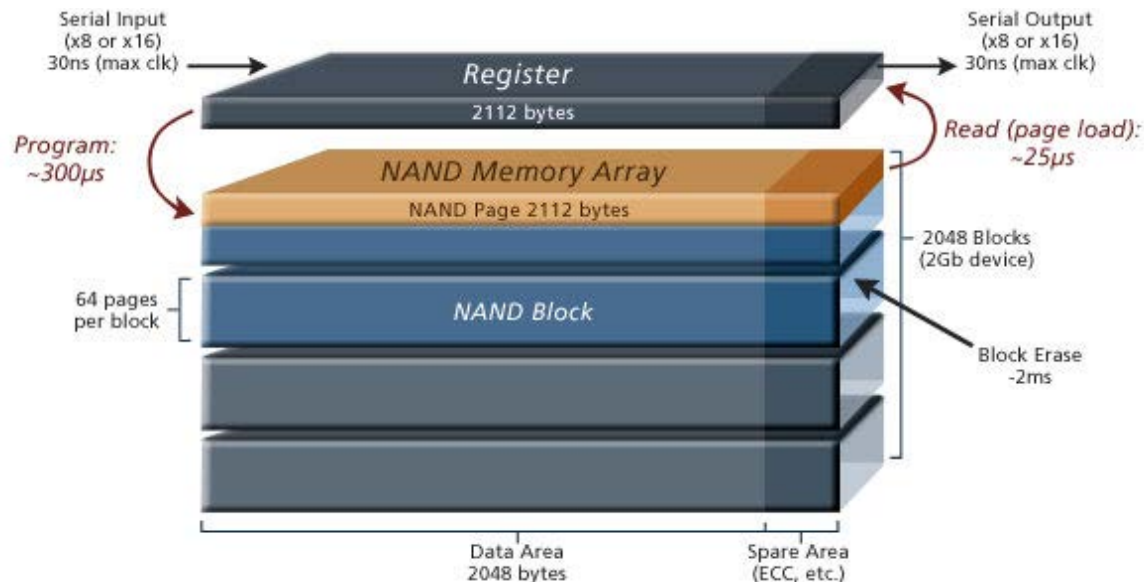 Serial Input
(x8 or x16)
30ns (max clk)
Serial Output
(x8 or x16)
30ns (max clk)
Register
2112 bytes
Program:
~300µs
Read (page load):
~25µs
NAND Memory Array
NAND Page 2112 bytes
2048 Blocks
(2Gb device)
64 pages
per block
NAND Block
Block Erase
-2ms
Data Area
2048 bytes
Spare Area
(ECC, etc.)